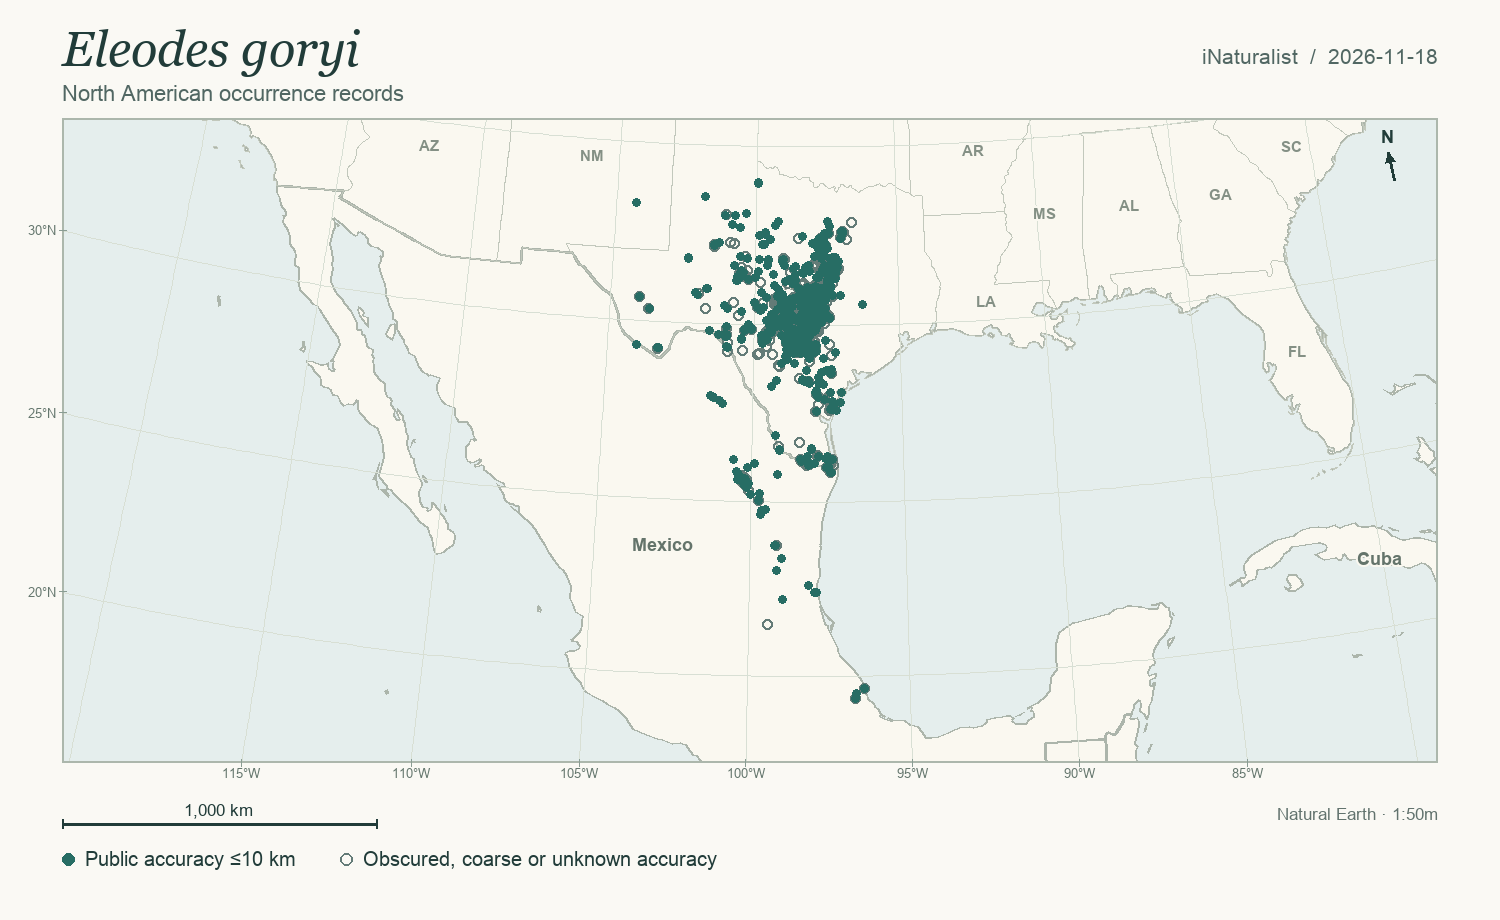 Eleodes goryi
iNaturalist / 2026-11-18
North American occurrence records
N
AZ
NM
AR
SC
GA
AL
MS
LA
FL
30°N
25°N
20°N
Mexico
Cuba
115°W
110°W
105°W
100°W
95°W
90°W
85°W
1,000 km
Natural Earth · 1:50m
Public accuracy ≤10 km
Obscured, coarse or unknown accuracy